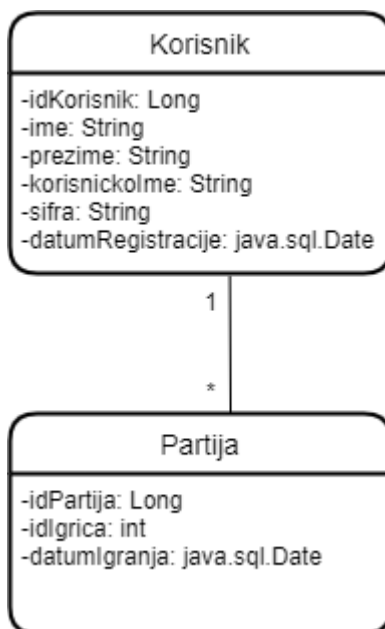 Korisnik
-idKorisnik: Long
-ime: String
-prezime: String
-korisnickoIme: String
-sifra: String
-datumRegistracije: java.sql.Date
1
*
Partija
-idPartija: Long
-idIgrica: int
-datumIgranja: java.sql.Date